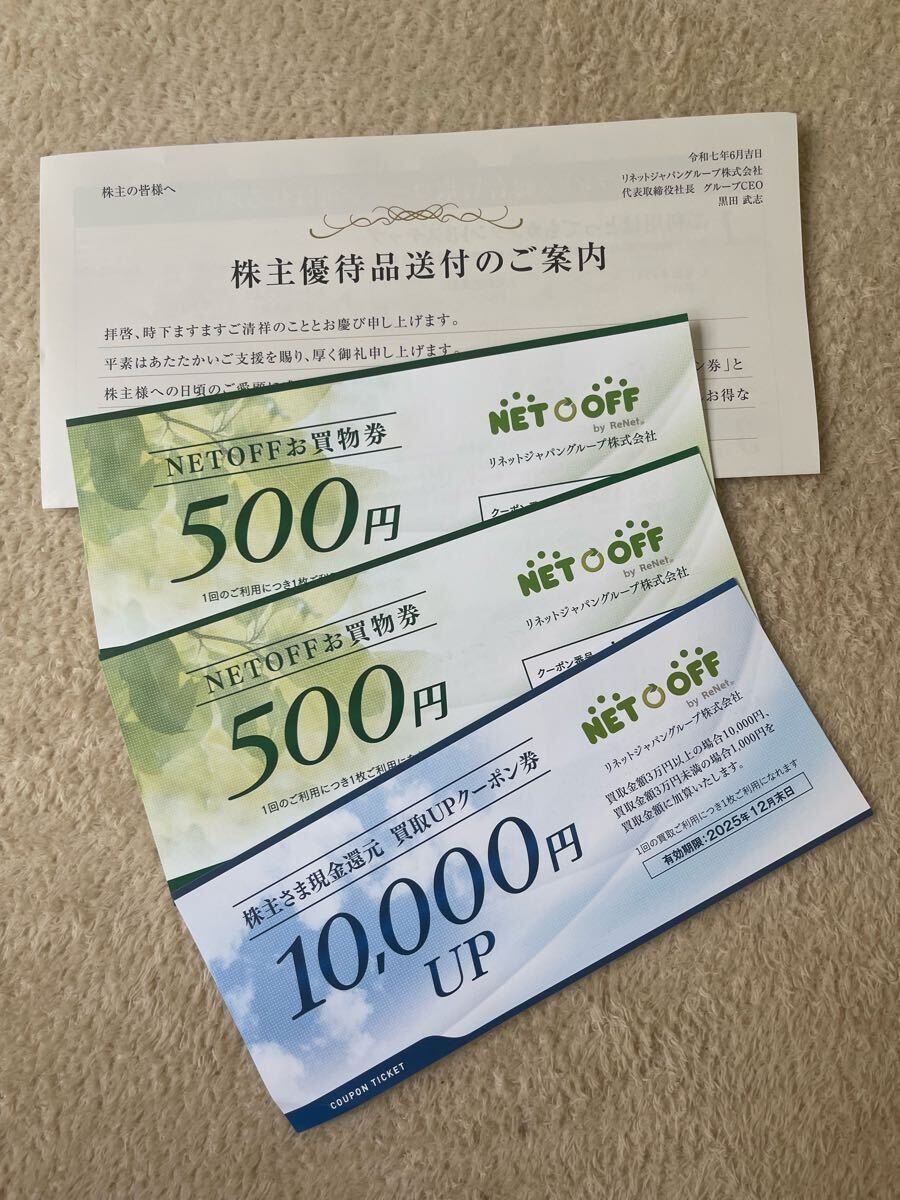 株主の皆様へ
令和七年6月吉日
リネットジャパングループ株式会社
代表取締役社長 グループCEO
黒田 武志
株主優待品送付のご案内
拝啓、時下ますますご清祥のこととお慶び申し上げます。
平素はあたたかいご支援を賜り、厚く御礼申し上げます。
株主様への日頃のご愛顧に
ン券」と
お得な
NETOFFお買物券
500円
1回のご利用につき1枚ご利
NETOFF
by ReNet
リネットジャパングループ株式会社
NETOFFお買物券
500円
1回のご利用につき1枚ご利用にな
NETOFF
by ReNet
リネットジャパングループ株式会社
クーポン番号
株主さま現金還元 買取UPクーポン券
10,000円
UP
COUPON TICKET
NETOFF
by ReNet
リネットジャパングループ株式会社
買取金額3万円以上の場合10,000円、
買取金額3万円未満の場合1,000円を
買取金額に加算いたします。
1回の買取ご利用につき1枚ご利用になれます
有効期限:2025年12月末日